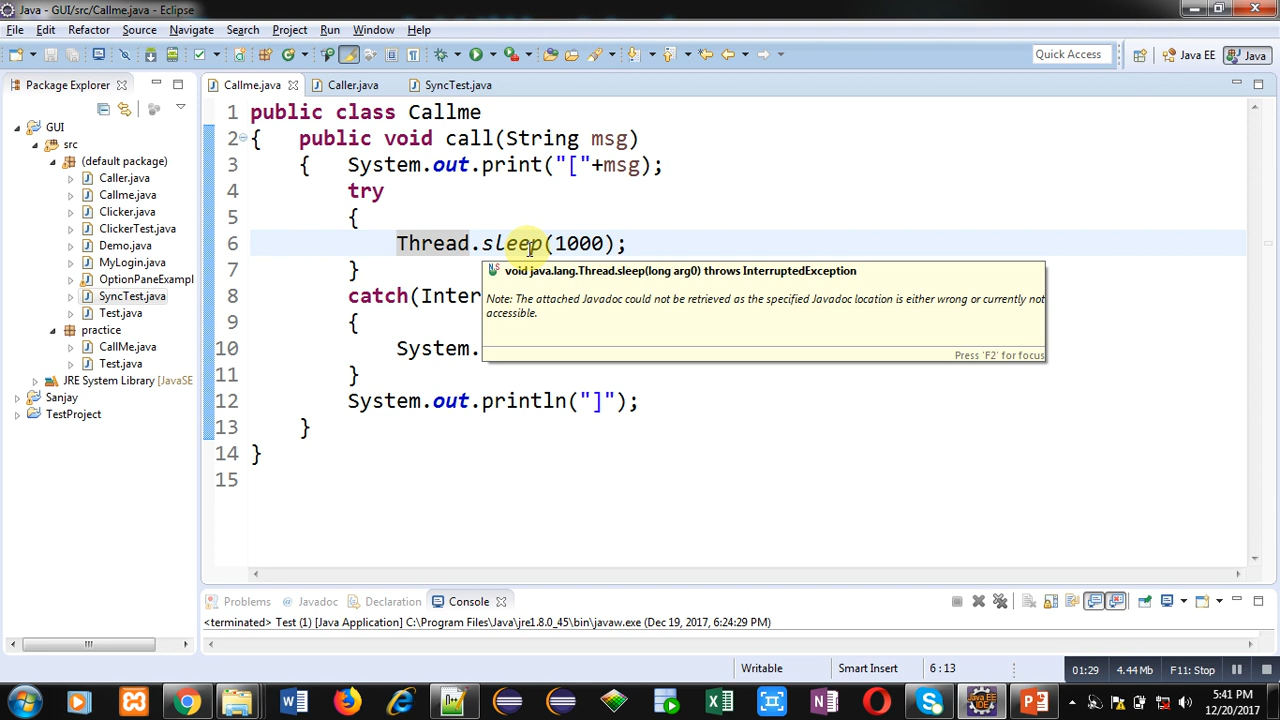 Java - GUI/src/Callme.java - Eclipse
File Edit Refactor Source Navigate Search Project Run Window Help
Quick Access Java EE Java
Package Explorer
Callme.java Caller.java SyncTest.java
GUI
src
(default package)
Caller.java
Callme.java
Clicker.java
ClickerTest.java
Demo.java
MyLogin.java
OptionPaneExampl
SyncTest.java
Test.java
practice
CallMe.java
Test.java
JRE System Library [JavaSE
Sanjay
TestProject
1 public class Callme
2 { public void call(String msg)
3 { System.out.print("["+msg);
4 try
5 {
6 Thread.sleep(1000);
7 }
8 catch(Inter
9 {
10 System.
11 }
12 System.out.println("]");
13 }
14 }
15
void java.lang.Thread.sleep(long arg0) throws InterruptedException
Note: The attached Javadoc could not be retrieved as the specified Javadoc location is either wrong or currently not
accessible.
Press 'F2' for focus
Problems Javadoc Declaration Console
<terminated> Test (1) [Java Application] C:\Program Files\Java\jre1.8.0_45\bin\javaw.exe (Dec 19, 2017, 6:24:29 PM)
Writable Smart Insert 6 : 13
01:29 4.44 Mb F11: Stop
5:41 PM
12/20/2017